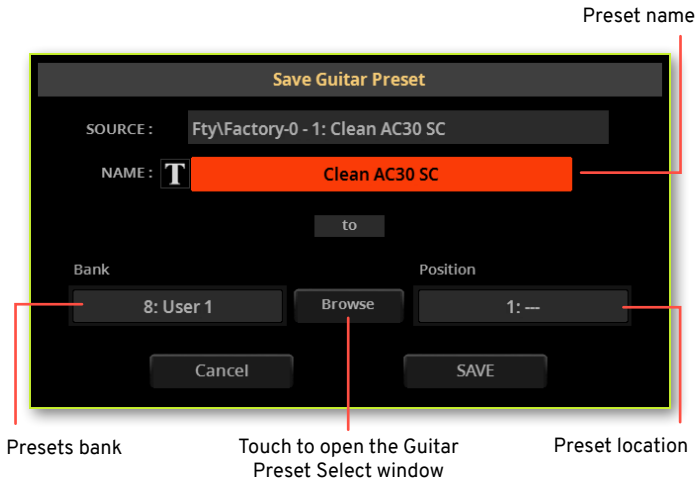 Preset name
Save Guitar Preset
SOURCE :
Fty\Factory-0 - 1: Clean AC30 SC
NAME :
T
Clean AC30 SC
to
Bank
Position
8: User 1
Browse
1: ---
Cancel
SAVE
Presets bank
Touch to open the Guitar
Preset Select window
Preset location